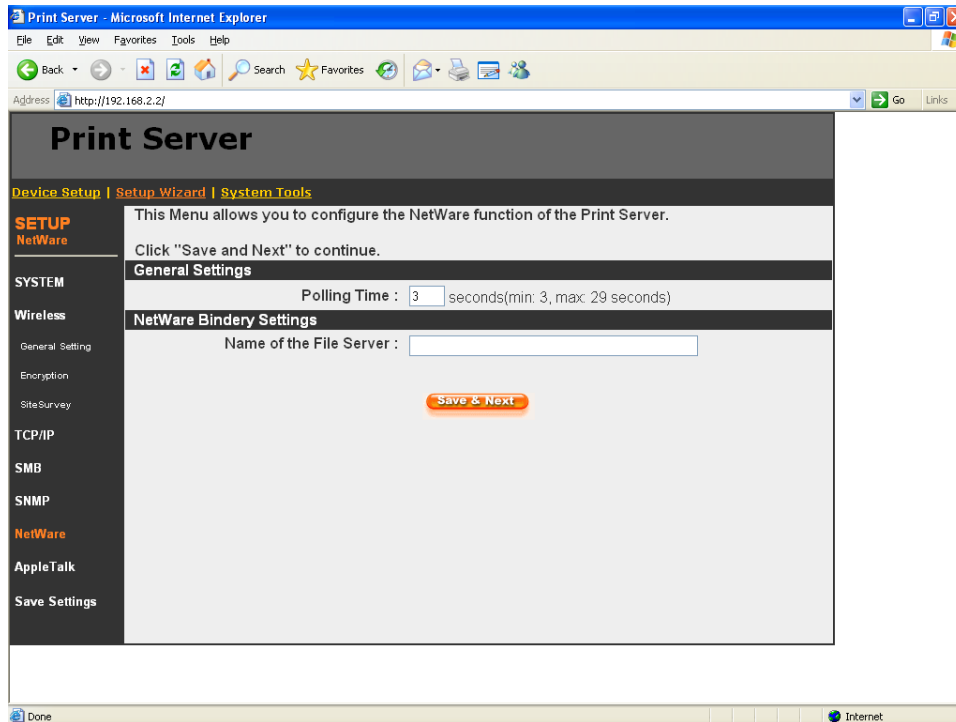 Print Server - Microsoft Internet Explorer
File Edit View Favorites Tools Help
Back Search Favorites
Address http://192.168.2.2/ Go Links
Print Server
Device Setup | Setup Wizard | System Tools
SETUP
NetWare
SYSTEM
Wireless
General Setting
Encryption
SiteSurvey
TCP/IP
SMB
SNMP
NetWare
AppleTalk
Save Settings
This Menu allows you to configure the NetWare function of the Print Server.
Click "Save and Next" to continue.
General Settings
Polling Time : 3 seconds(min: 3, max: 29 seconds)
NetWare Bindery Settings
Name of the File Server :
Save & Next
Done Internet